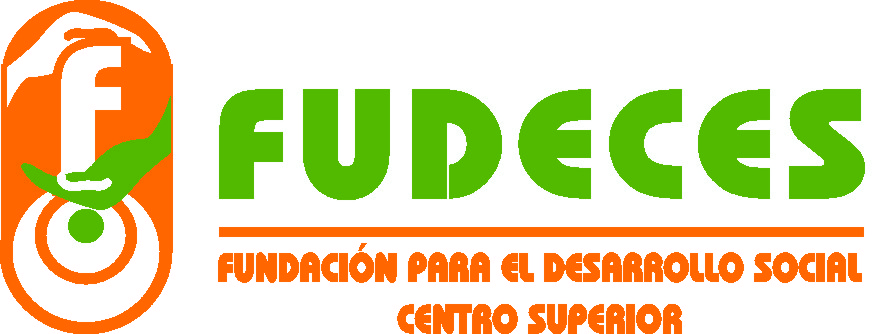 f
FUDECES
FUNDACIÓN PARA EL DESARROLLO SOCIAL
CENTRO SUPERIOR